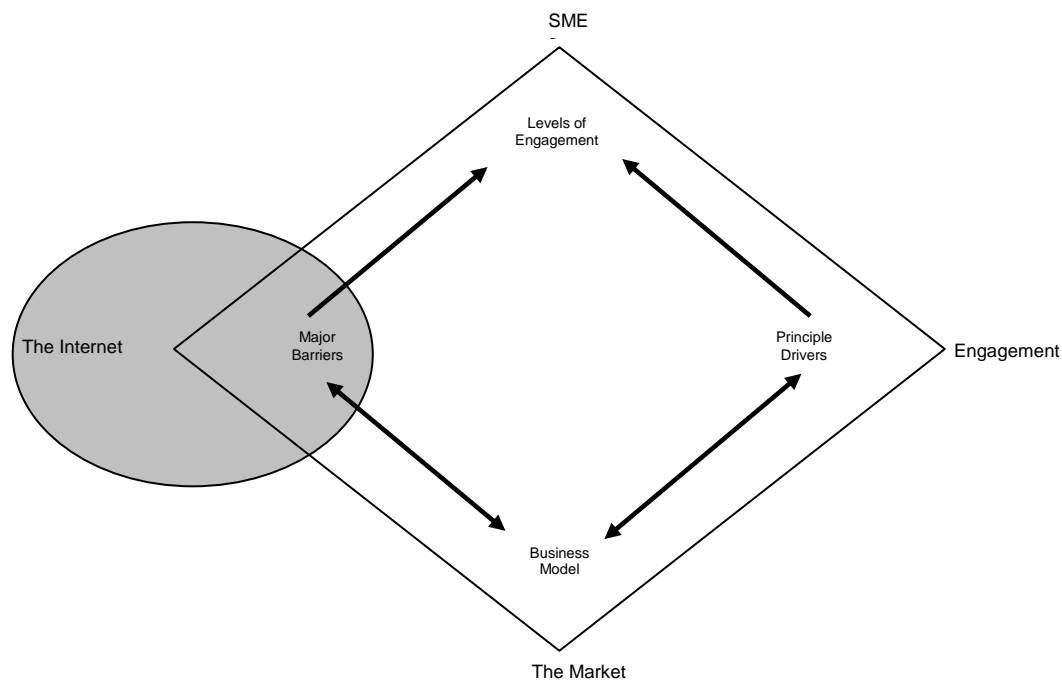 SME
Levels of
Engagement
The Internet
Major
Barriers
Principle
Drivers
Engagement
Business
Model
The Market